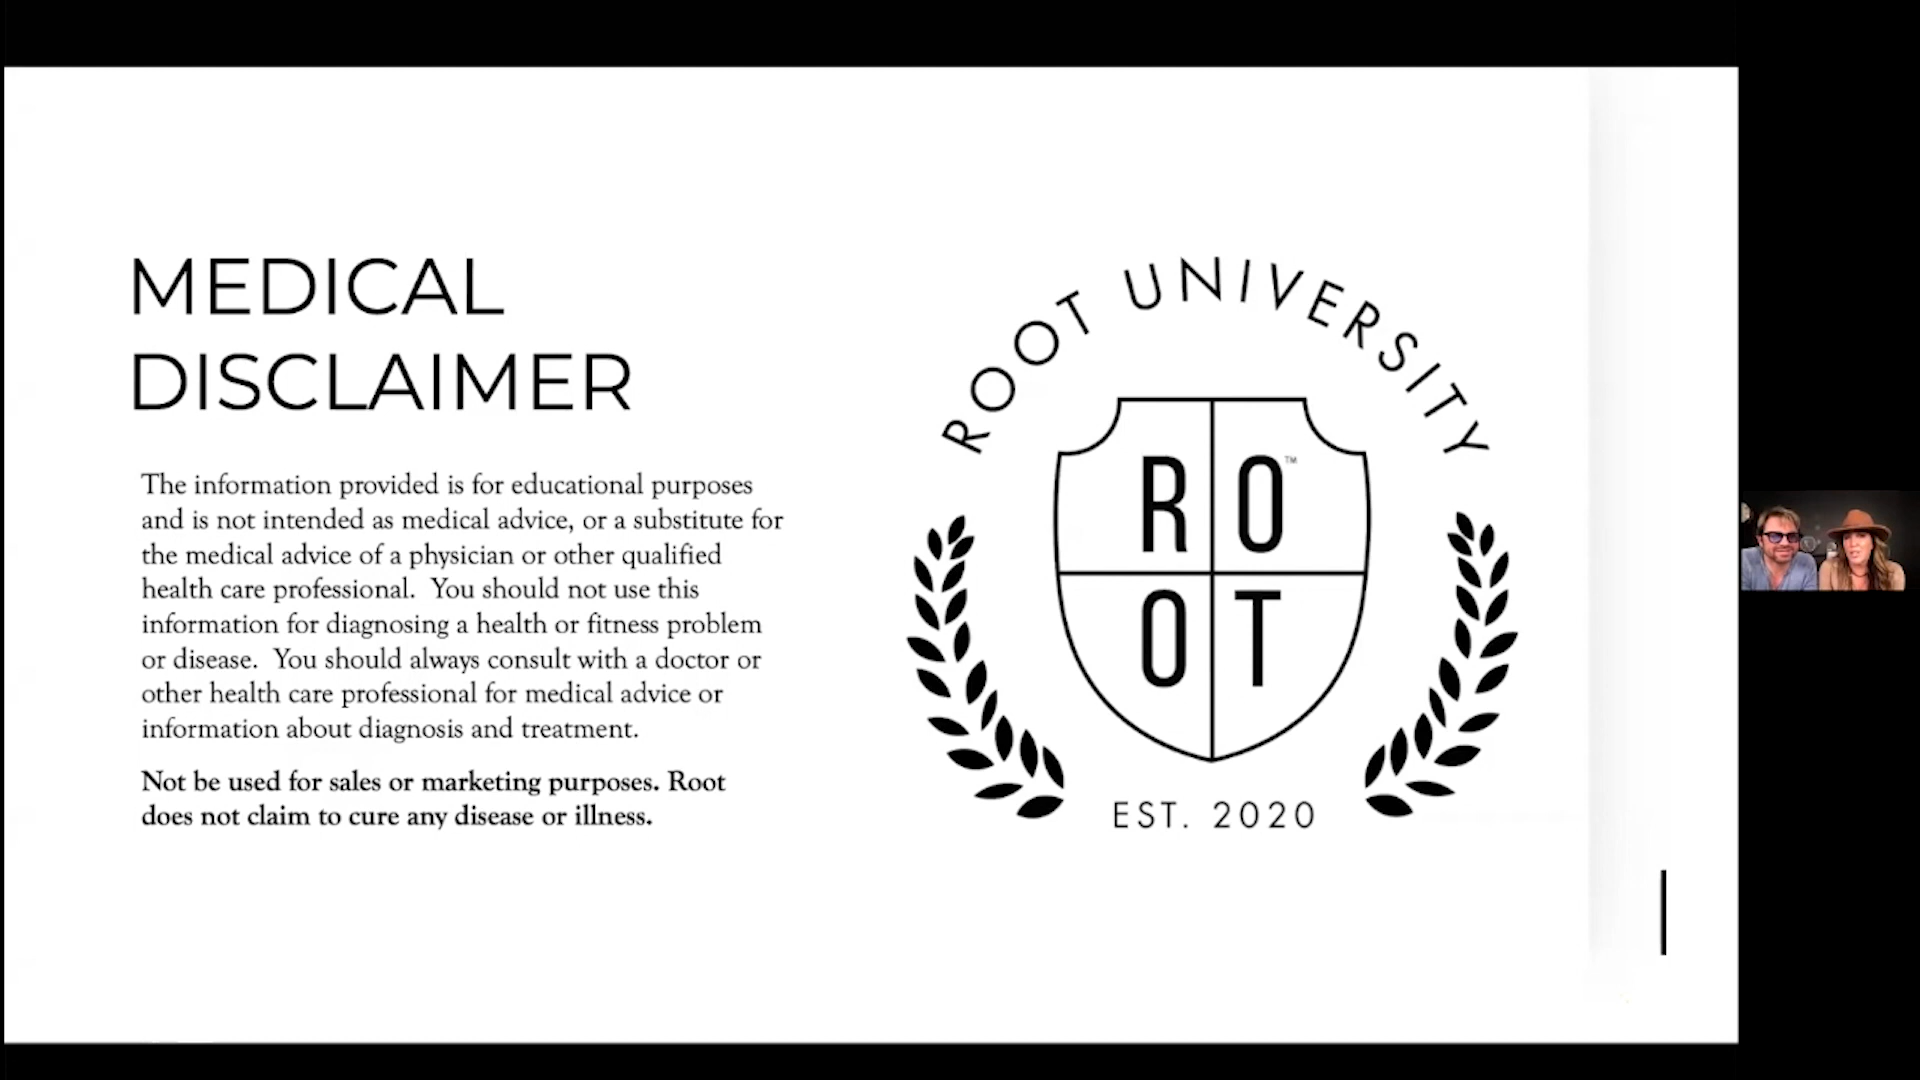 MEDICAL
DISCLAIMER
The information provided is for educational purposes
and is not intended as medical advice, or a substitute for
the medical advice of a physician or other qualified
health care professional.  You should not use this
information for diagnosing a health or fitness problem
or disease.  You should always consult with a doctor or
other health care professional for medical advice or
information about diagnosis and treatment.
Not be used for sales or marketing purposes. Root
does not claim to cure any disease or illness.
ROOT UNIVERSITY
RO™
OT
EST. 2020